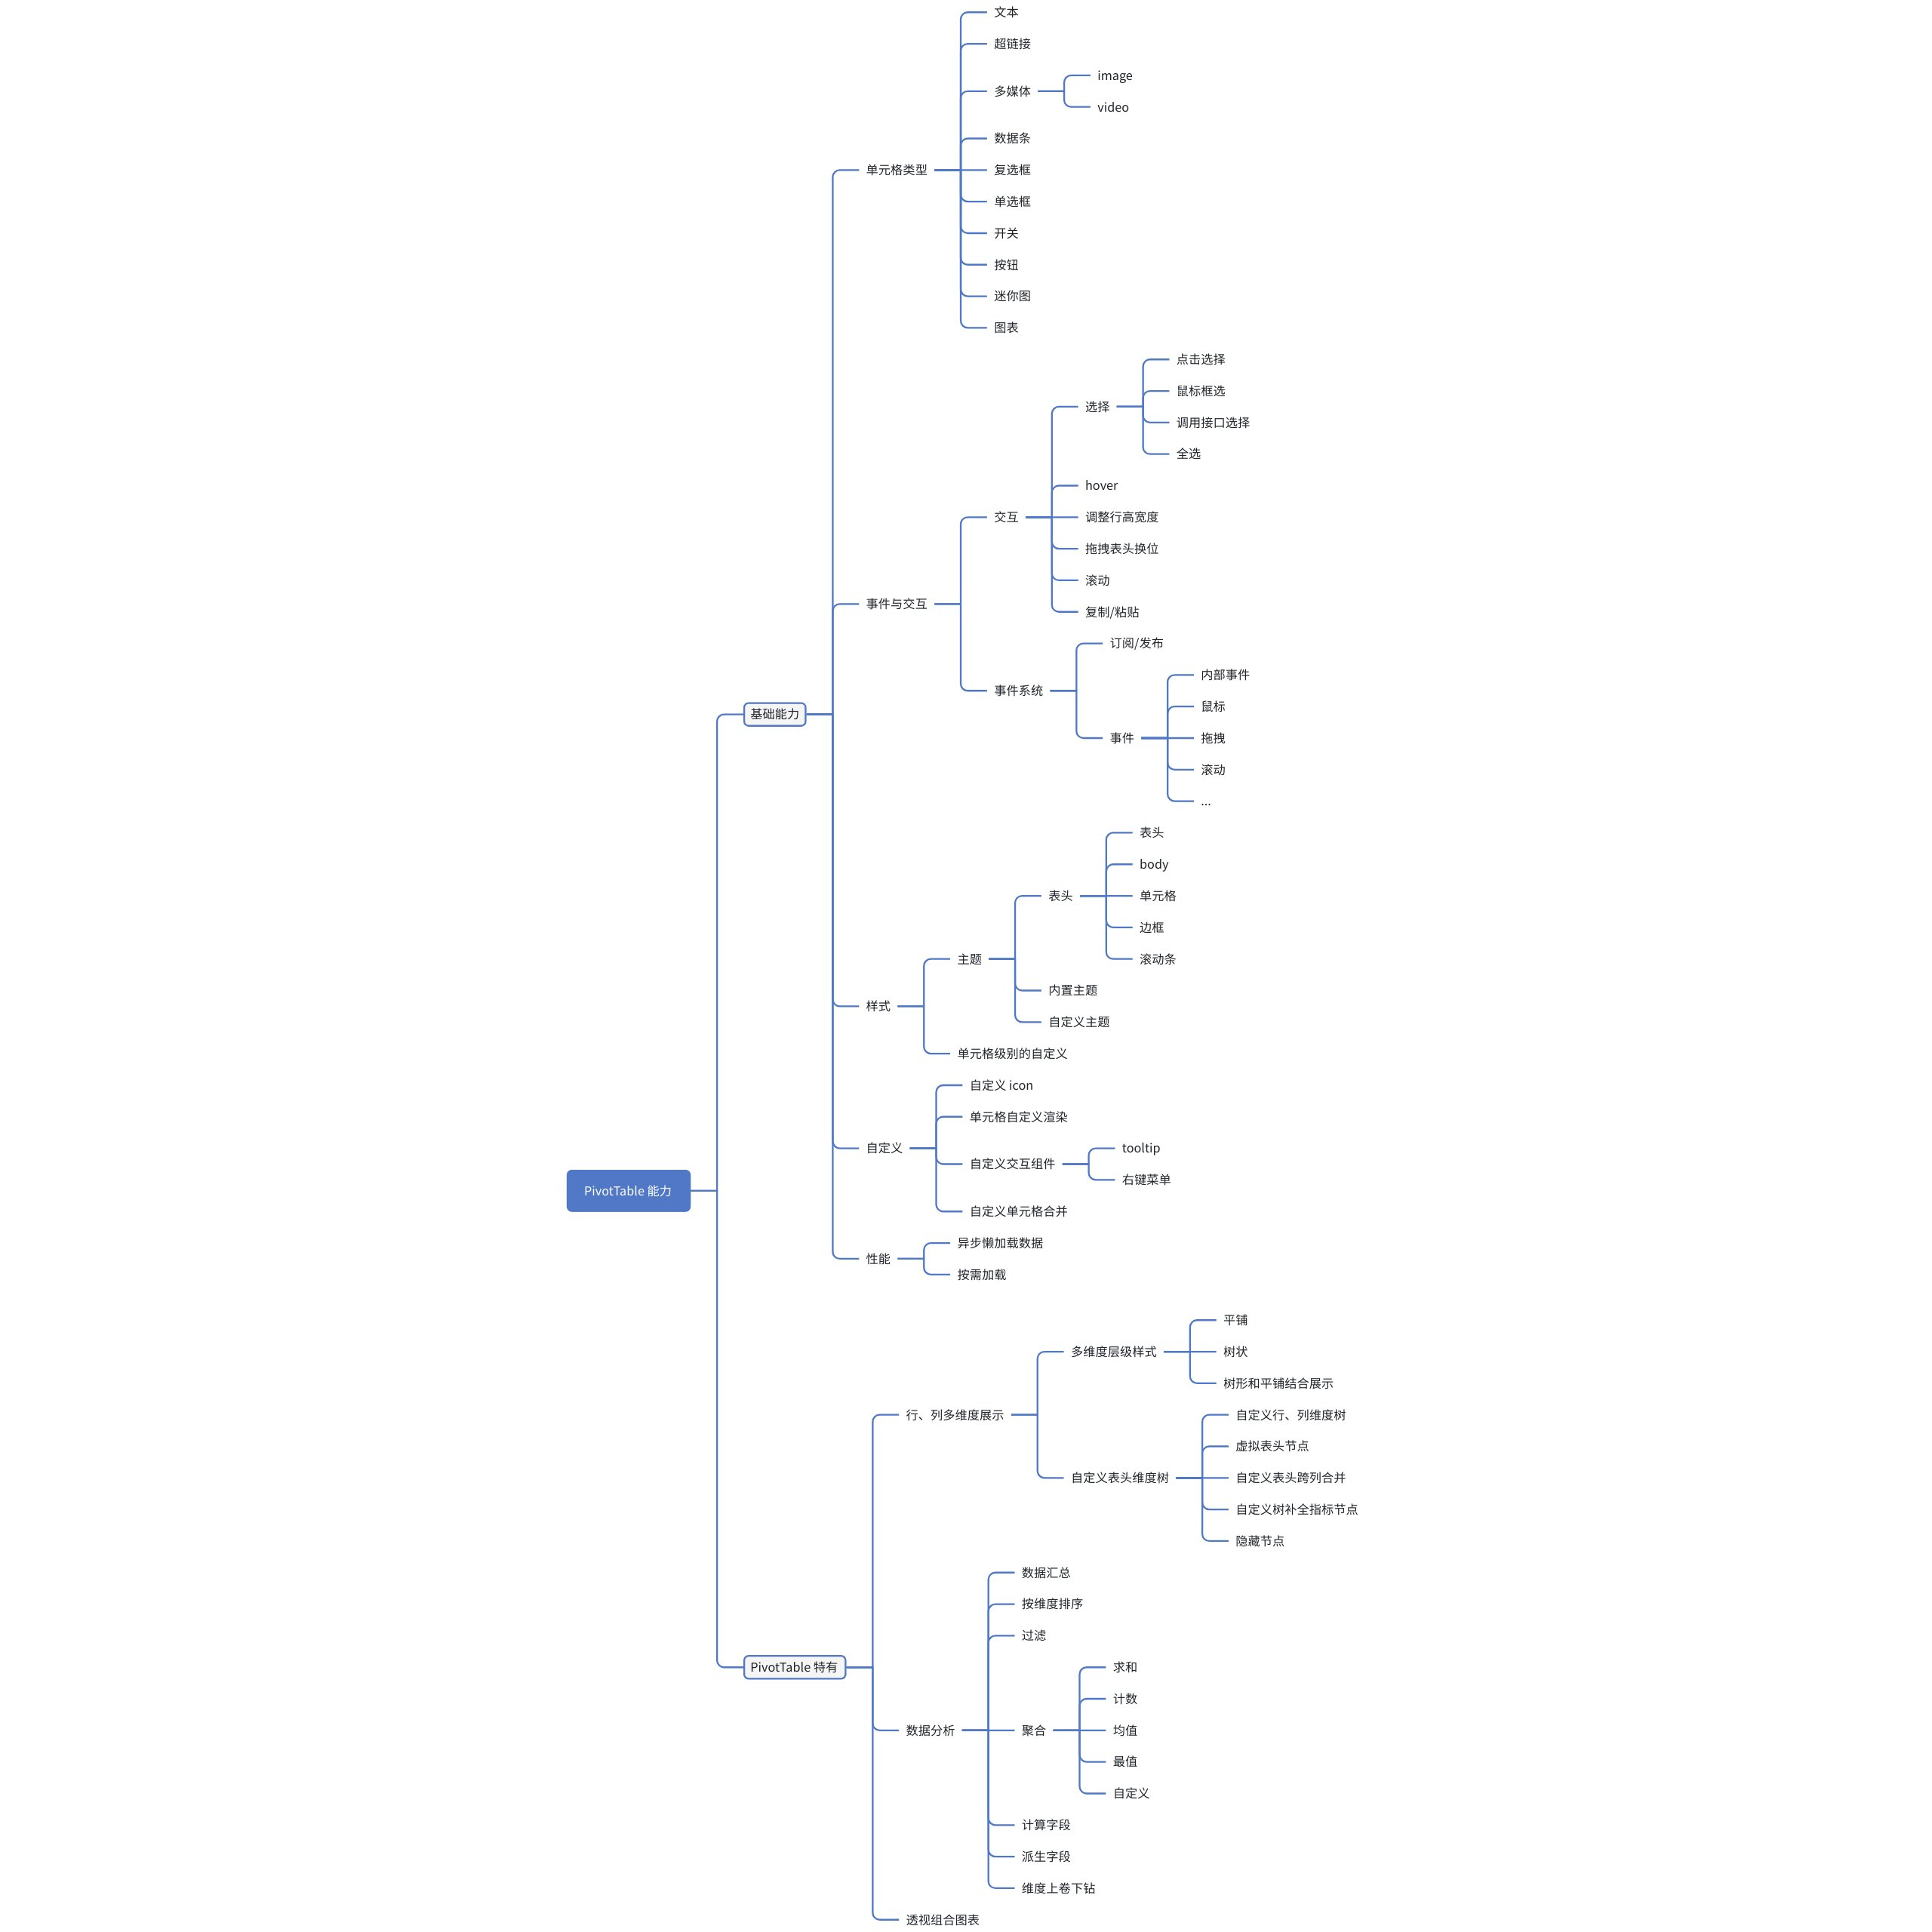 文本
超链接
多媒体
image
video
数据条
复选框
单元格类型
单选框
开关
按钮
迷你图
图表
点击选择
鼠标框选
选择
调用接口选择
全选
hover
交互
调整行高宽度
拖拽表头换位
滚动
复制/粘贴
事件与交互
订阅/发布
事件系统
内部事件
鼠标
事件
拖拽
滚动
...
基础能力
表头
body
表头
单元格
边框
滚动条
主题
内置主题
自定义主题
样式
单元格级别的自定义
自定义 icon
单元格自定义渲染
自定义
自定义交互组件
tooltip
右键菜单
自定义单元格合并
性能
异步懒加载数据
按需加载
PivotTable 能力
平铺
多维度层级样式
树状
树形和平铺结合展示
行、列多维度展示
自定义行、列维度树
虚拟表头节点
自定义表头维度树
自定义表头跨列合并
自定义树补全指标节点
隐藏节点
数据汇总
按维度排序
过滤
PivotTable 特有
求和
计数
数据分析
聚合
均值
最值
自定义
计算字段
派生字段
维度上卷下钻
透视组合图表